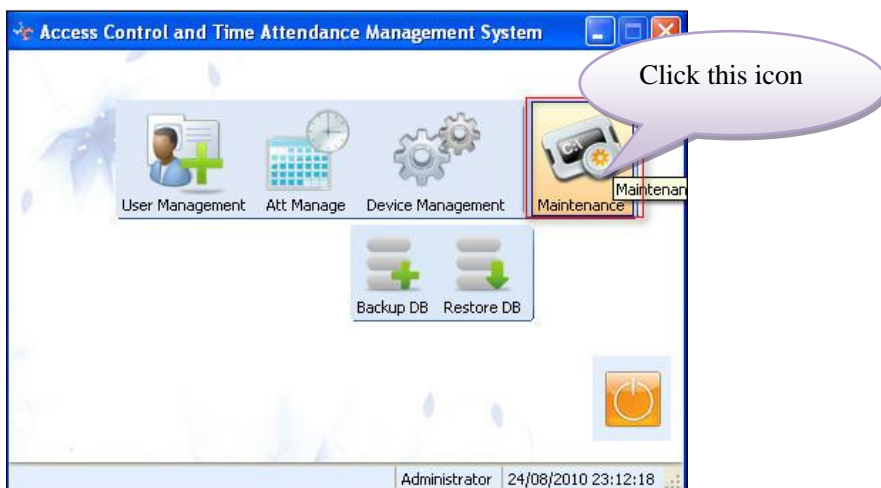 Access Control and Time Attendance Management System
Click this icon
Maintenan
User Management Att Manage Device Management Maintenance
Backup DB Restore DB
Administrator 24/08/2010 23:12:18